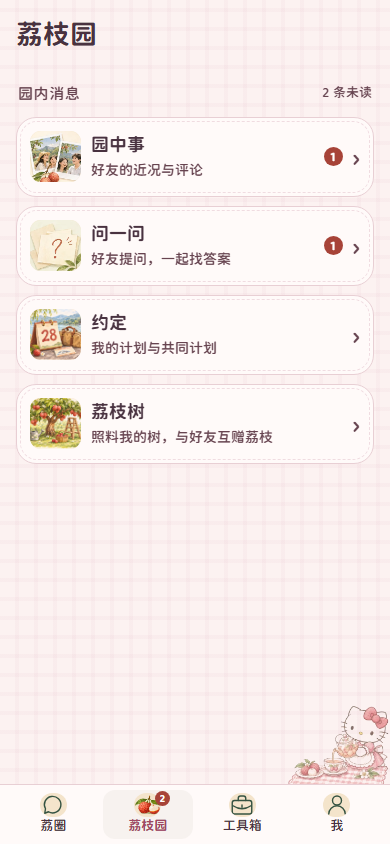 荔枝园
园内消息
2 条未读
园中事
好友的近况与评论
1
问一问
好友提问，一起找答案
1
?
约定
我的计划与共同计划
28
荔枝树
照料我的树，与好友互赠荔枝
2
荔圈
荔枝园
工具箱
我